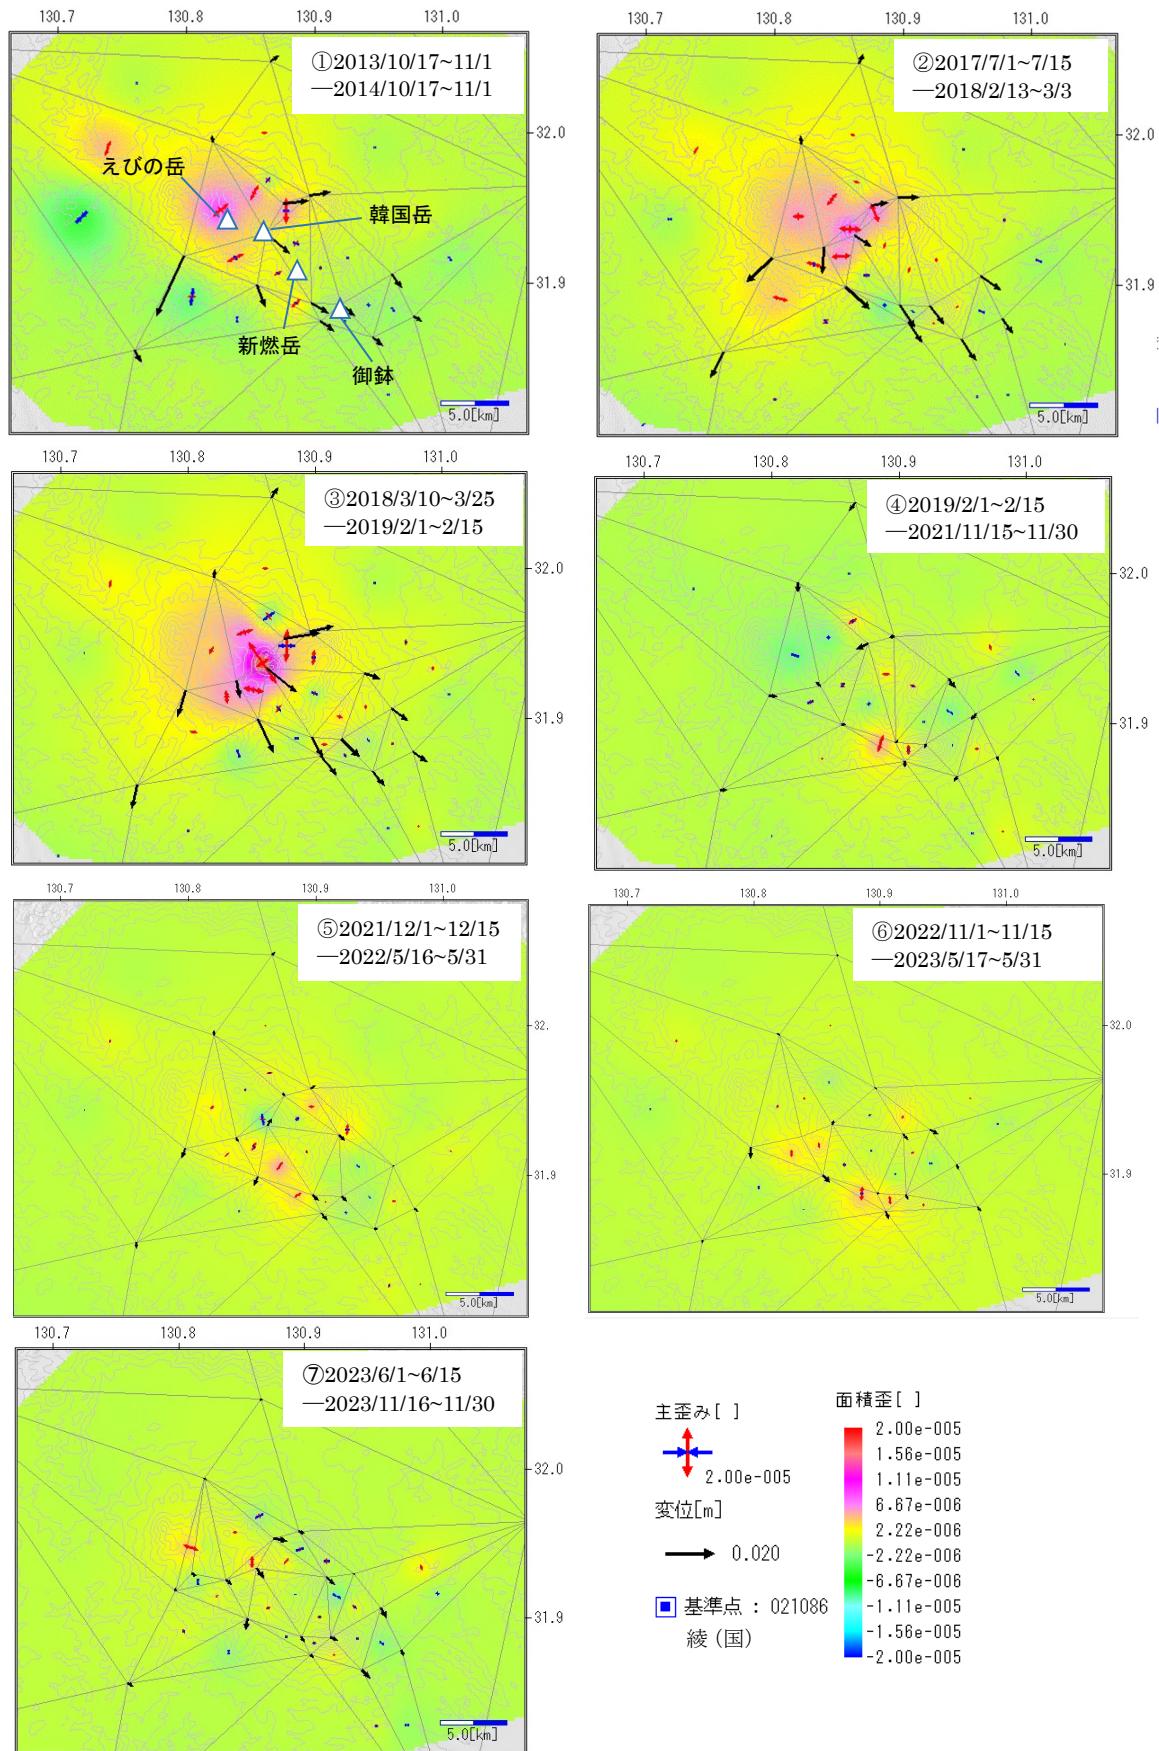 130.7 130.8 130.9 131.0
①2013/10/17~11/1
—2014/10/17~11/1
32.0
えびの岳
韓国岳
31.9
新燃岳
御鉢
5.0[km]
130.7 130.8 130.9 131.0
②2017/7/1~7/15
—2018/2/13~3/3
32.0
31.9
5.0[km]
130.7 130.8 130.9 131.0
③2018/3/10~3/25
—2019/2/1~2/15
32.0
31.9
5.0[km]
130.7 130.8 130.9 131.0
④2019/2/1~2/15
—2021/11/15~11/30
32.0
31.9
5.0[km]
130.7 130.8 130.9 131.0
⑤2021/12/1~12/15
—2022/5/16~5/31
32.
31.9
5.0[km]
130.7 130.8 130.9 131.0
⑥2022/11/1~11/15
—2023/5/17~5/31
32.0
31.9
5.0[km]
130.7 130.8 130.9 131.0
⑦2023/6/1~6/15
—2023/11/16~11/30
32.0
31.9
5.0[km]
主歪み[ ]
2.00e-005
変位[m]
0.020
基準点 : 021086
綾（国）
面積歪[ ]
2.00e-005
1.56e-005
1.11e-005
6.67e-006
2.22e-006
-2.22e-006
-6.67e-006
-1.11e-005
-1.56e-005
-2.00e-005